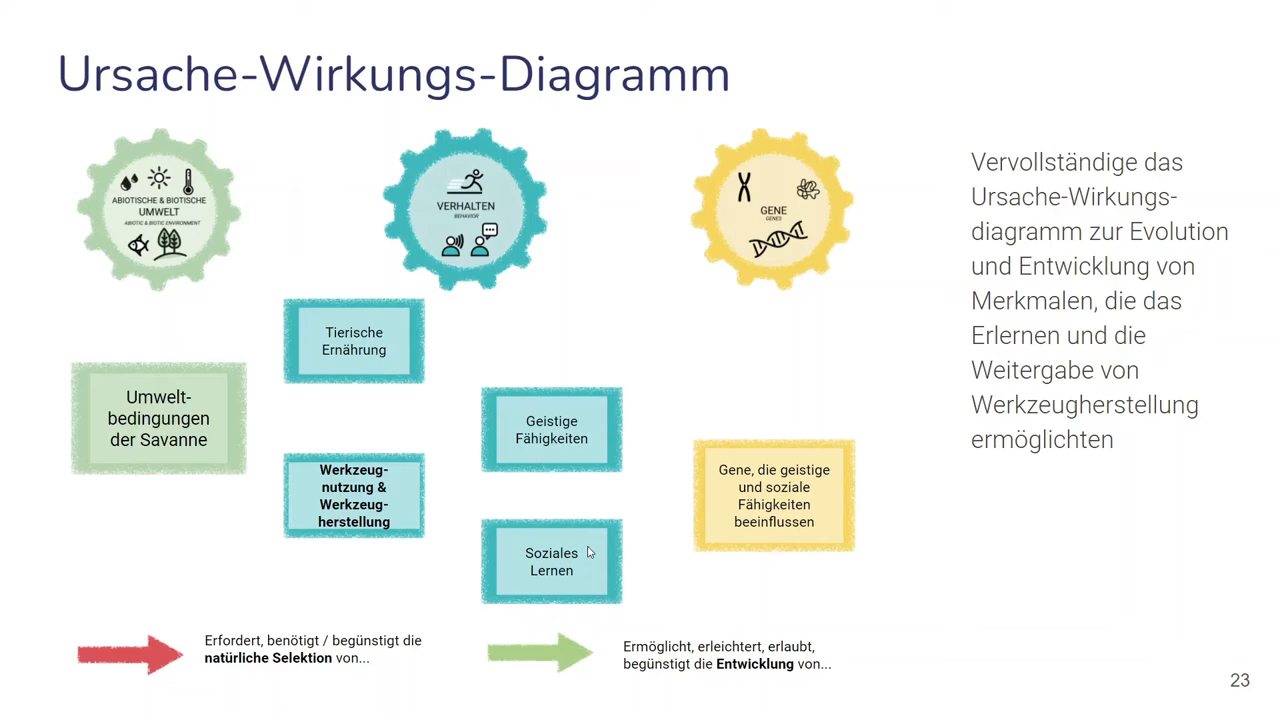 Ursache-Wirkungs-Diagramm
ABIOTISCHE & BIOTISCHE
UMWELT
ABIOTIC & BIOTIC ENVIRONMENT
VERHALTEN
BEHAVIOR
GENE
GENES
Vervollständige das
Ursache-Wirkungs-
diagramm zur Evolution
und Entwicklung von
Merkmalen, die das
Erlernen und die
Weitergabe von
Werkzeugherstellung
ermöglichten
Tierische
Ernährung
Umwelt-
bedingungen
der Savanne
Geistige
Fähigkeiten
Werkzeug-
nutzung &
Werkzeug-
herstellung
Gene, die geistige
und soziale
Fähigkeiten
beeinflussen
Soziales
Lernen
Erfordert, benötigt / begünstigt die
natürliche Selektion von...
Ermöglicht, erleichtert, erlaubt,
begünstigt die Entwicklung von...
23